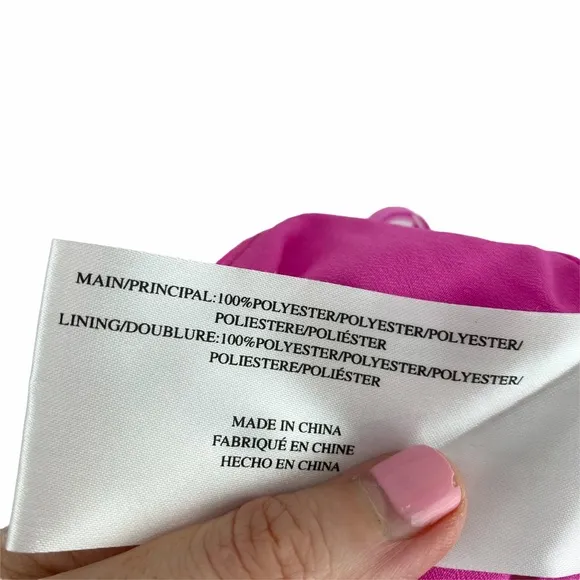 MAIN/PRINCIPAL:100%POLYESTER/POLYESTER/POLYESTER/
POLIESTERE/POLIÉSTER
LINING/DOUBLURE:100%POLYESTER/POLYESTER/POLYESTER/
POLIESTERE/POLIÉSTER
MADE IN CHINA
FABRIQUÉ EN CHINE
HECHO EN CHINA